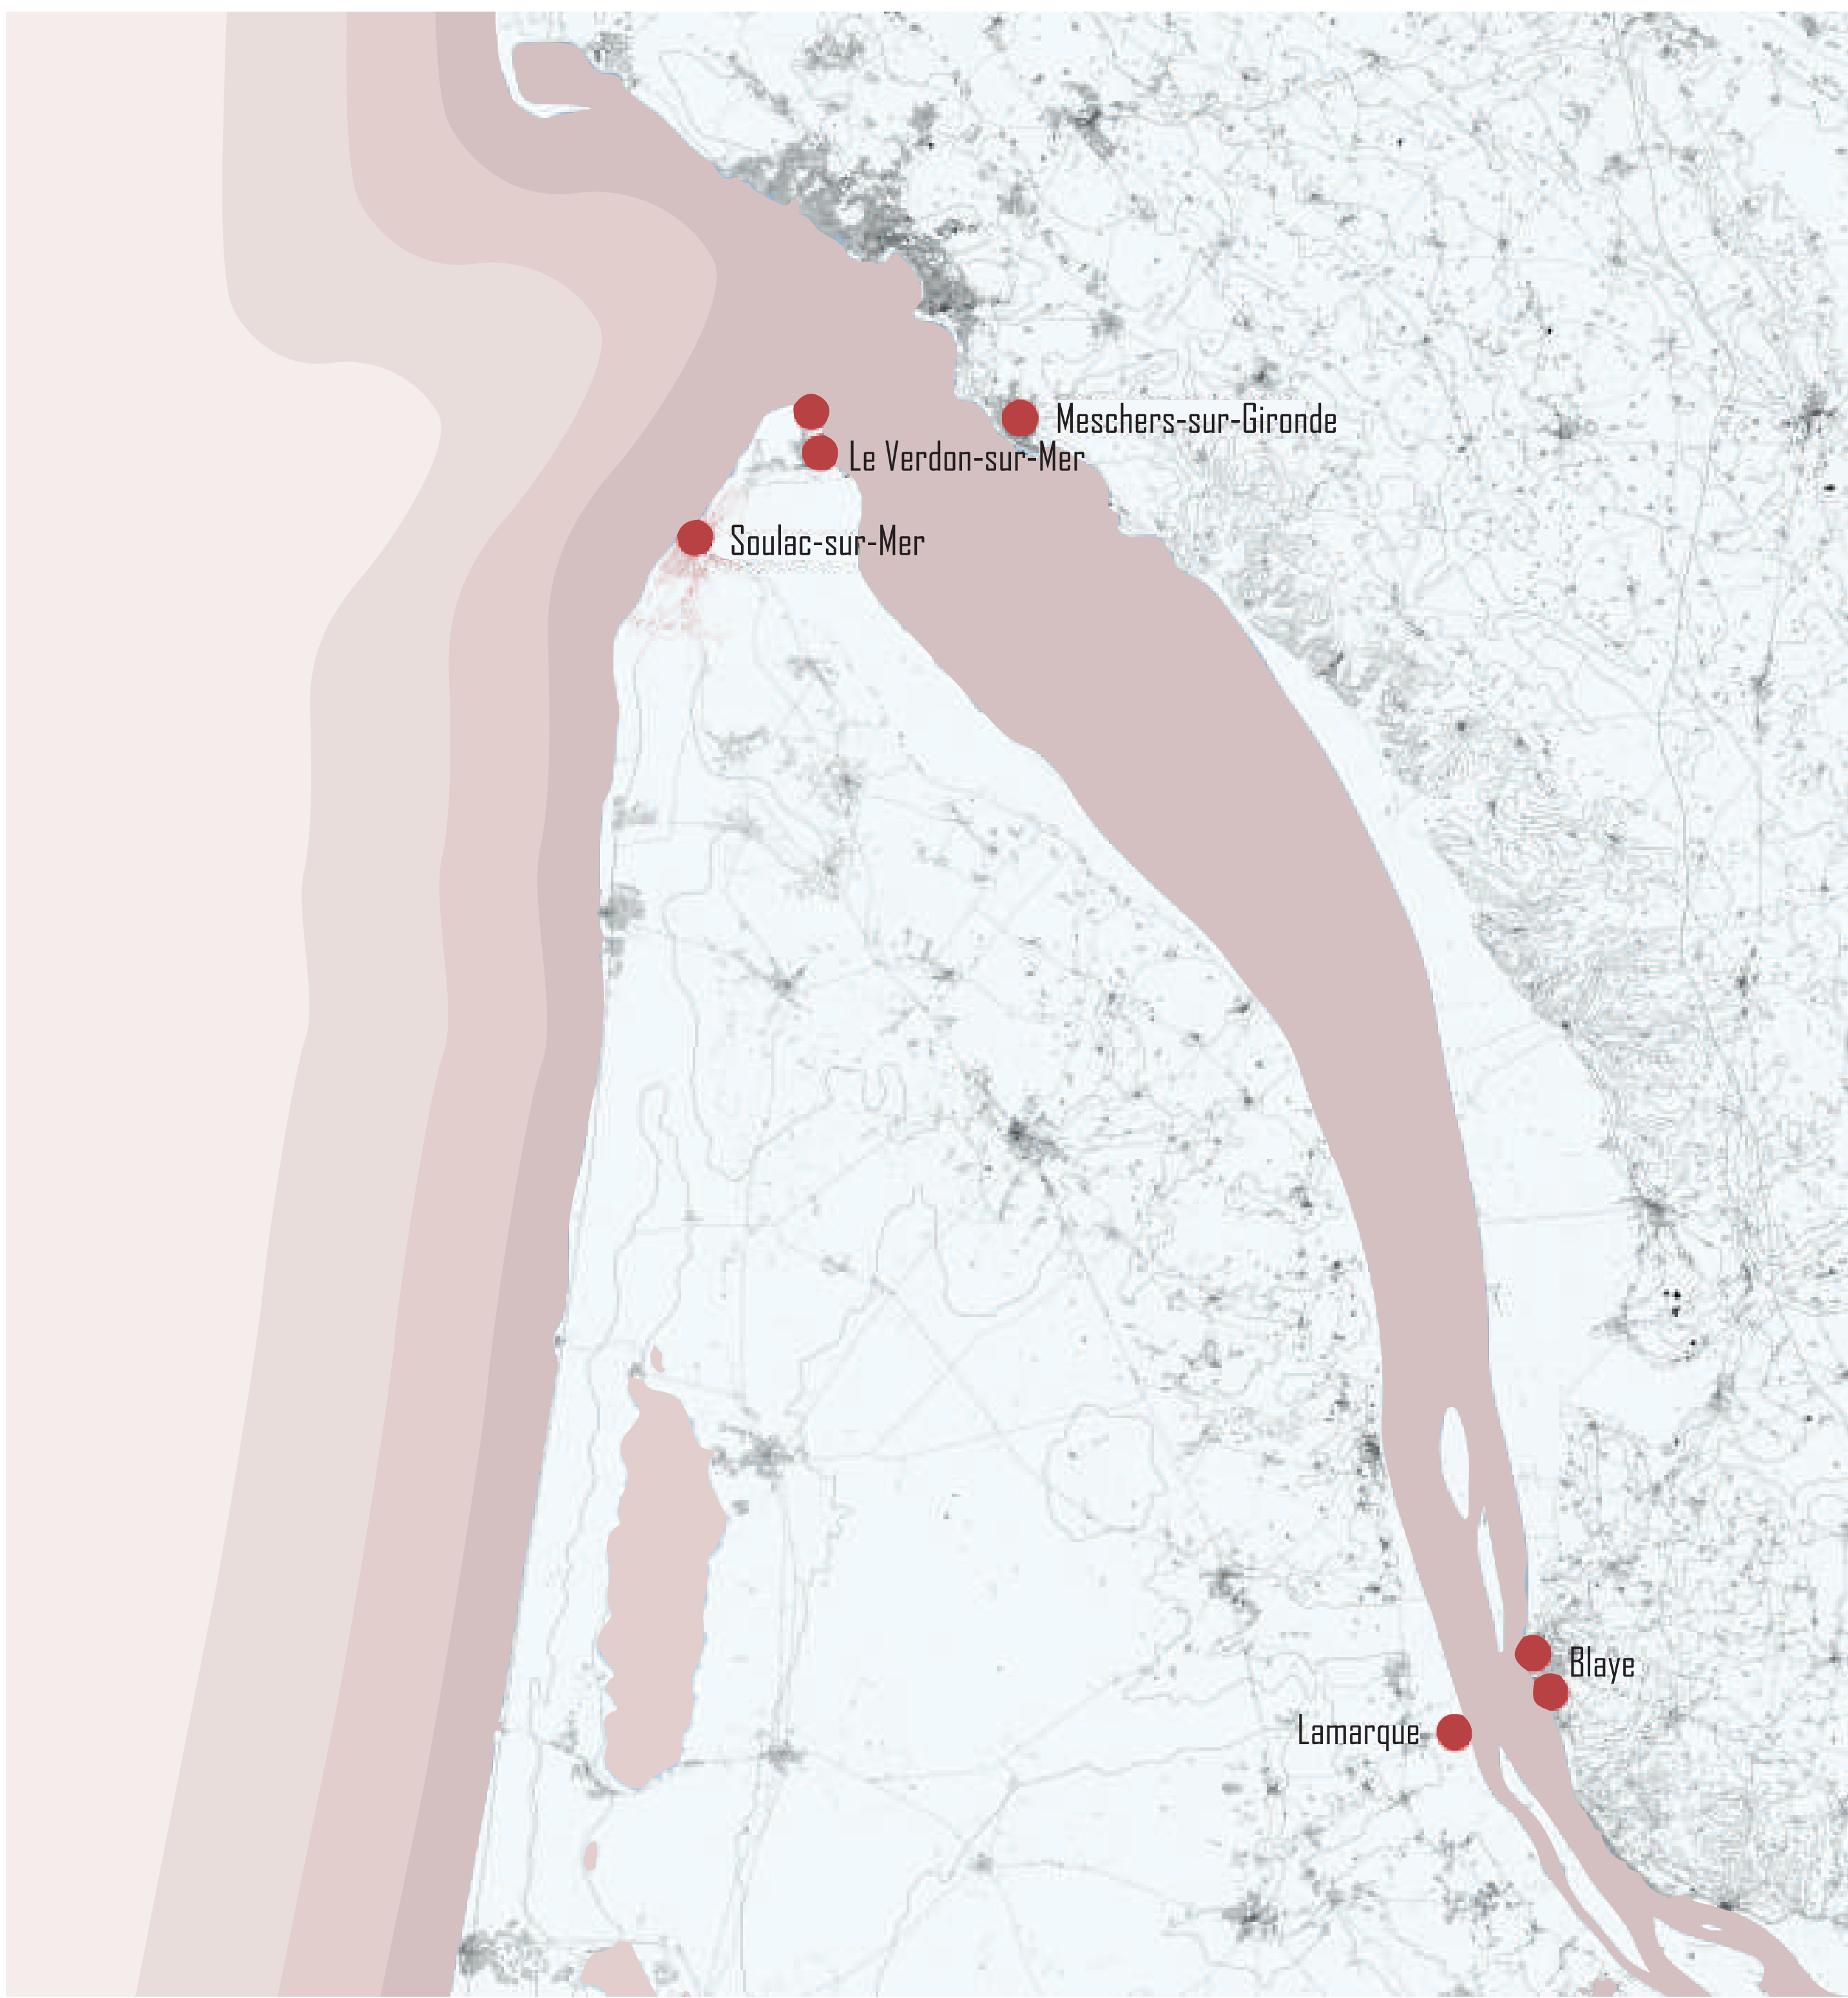 Meschers-sur-Gironde
Le Verdon-sur-Mer
Soulac-sur-Mer
Blaye
Lamarque